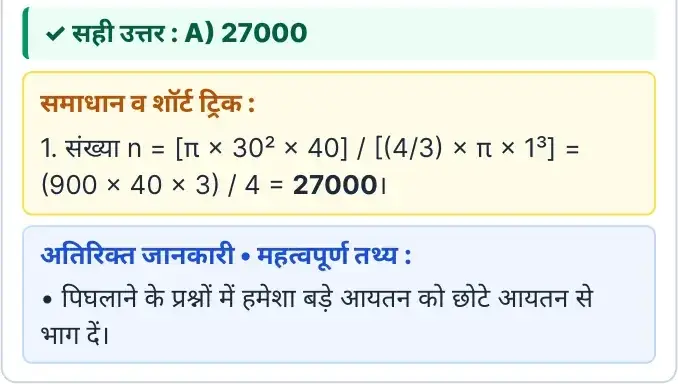 ✓ सही उत्तर : A) 27000
समाधान व शॉर्ट ट्रिक :
1. संख्या n = [π × 30² × 40] / [(4/3) × π × 1³] =
(900 × 40 × 3) / 4 = 27000।
अतिरिक्त जानकारी • महत्वपूर्ण तथ्य :
• पिघलाने के प्रश्नों में हमेशा बड़े आयतन को छोटे आयतन से
भाग दें।